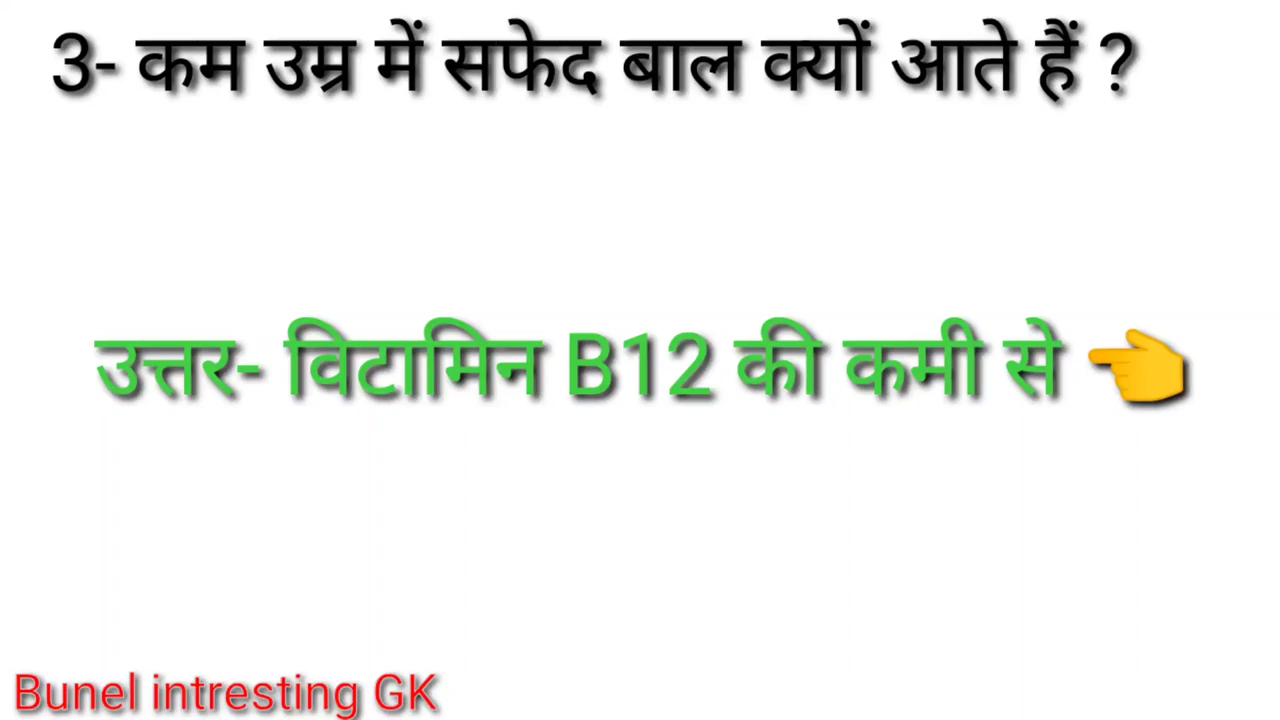 3- कम उम्र में सफेद बाल क्यों आते हैं ?
उत्तर- विटामिन B12 की कमी से 👈
Bunel intresting GK